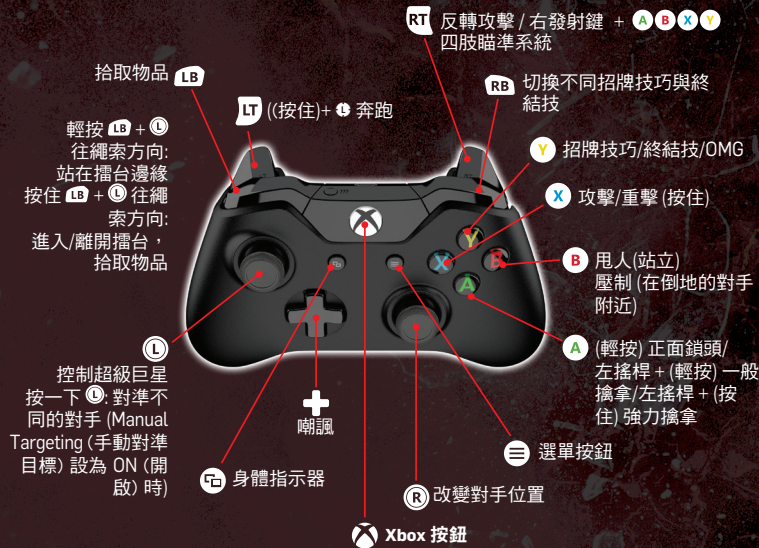 RT 反轉攻擊 / 右發射鍵 + A B X Y
四肢瞄準系統
拾取物品 LB
RB 切換不同招牌技巧與終
結技
LT ((按住)+ L 奔跑
輕按 LB + L
往繩索方向:
站在擂台邊緣
按住 LB + L 往繩
索方向:
進入/離開擂台，
拾取物品
Y 招牌技巧/終結技/OMG
X 攻擊/重擊 (按住)
B 甩人(站立)
壓制 (在倒地的對手
附近)
A (輕按) 正面鎖頭/
左搖桿 + (輕按) 一般
擒拿/左搖桿 + (按
住) 強力擒拿
L
控制超級巨星
按一下 L: 對準不
同的對手 (Manual
Targeting (手動對準
目標) 設為 ON (開
啟) 時)
嘲諷
身體指示器
選單按鈕
R 改變對手位置
Xbox 按鈕
Y
X
B
A